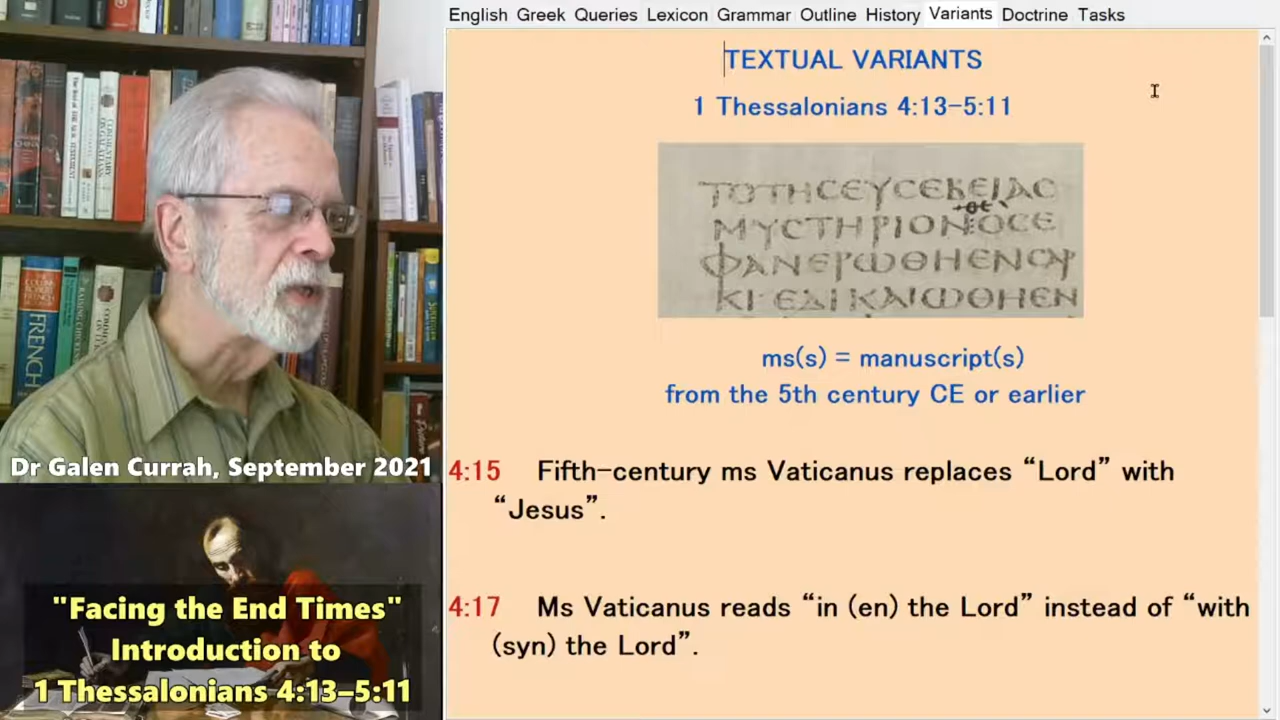 English Greek Queries Lexicon Grammar Outline History Variants Doctrine Tasks
TEXTUAL VARIANTS
1 Thessalonians 4:13–5:11
ΤΟΤΗϹΕΥϹΕΒΕΙΑϹ
ΘΕ
ΜΥϹΤΗΡΙΟΝΟϹΕ
ΦΑΝΕΡΩΘΗΕΝϹΑΡ
ΚΙΕΔΙΚΑΙΩΘΗΕΝ
ms(s) = manuscript(s)
from the 5th century CE or earlier
4:15 Fifth-century ms Vaticanus replaces “Lord” with
“Jesus”.
4:17 Ms Vaticanus reads “in (en) the Lord” instead of “with
(syn) the Lord”.
FRENCH
Dr Galen Currah, September 2021
"Facing the End Times"
Introduction to
1 Thessalonians 4:13–5:11